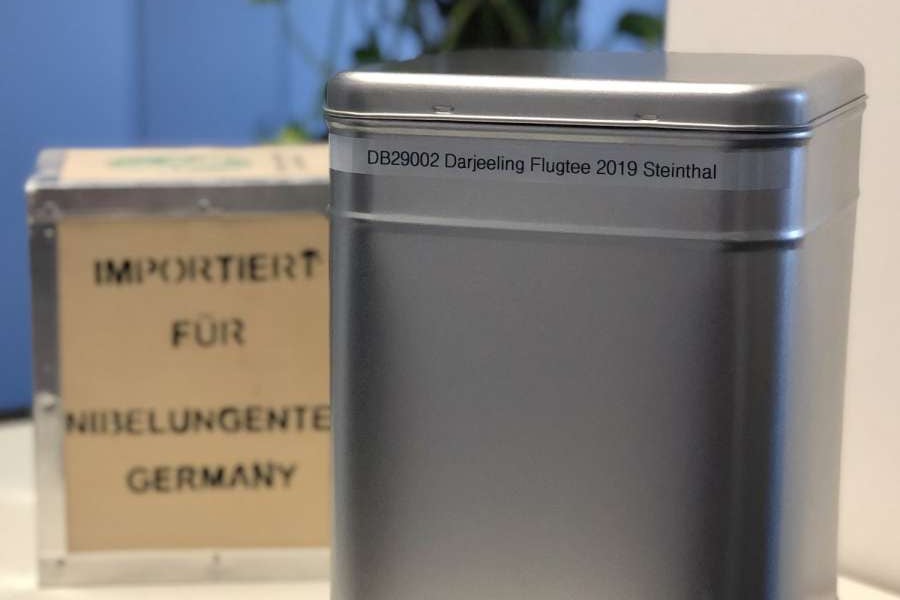 DB29002 Darjeeling Flugtee 2019 Steinthal
IMPORTIERT
FÜR
NIBELUNGENTE
GERMANY